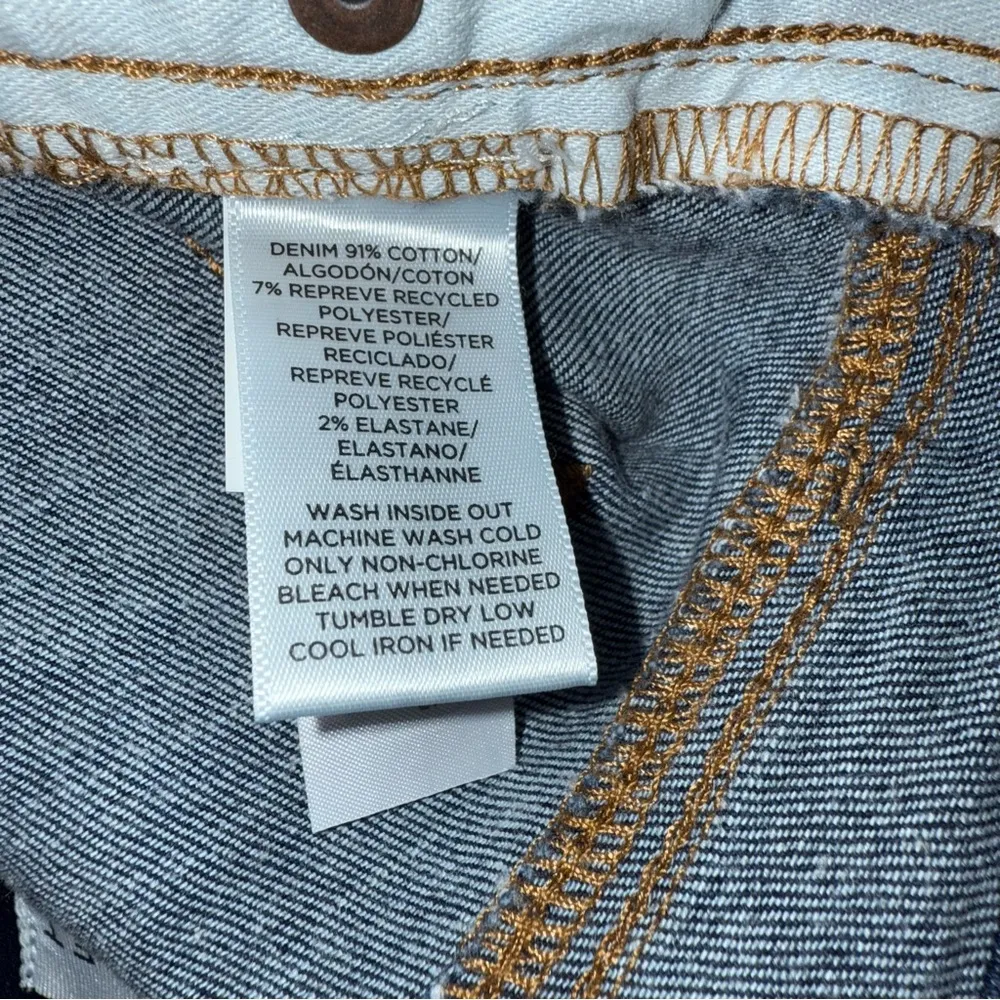 DENIM 91% COTTON/
ALGODÓN/COTON
7% REPREVE RECYCLED
POLYESTER/
REPREVE POLIÉSTER
RECICLADO/
REPREVE RECYCLÉ
POLYESTER
2% ELASTANE/
ELASTANO/
ÉLASTHANNE
WASH INSIDE OUT
MACHINE WASH COLD
ONLY NON-CHLORINE
BLEACH WHEN NEEDED
TUMBLE DRY LOW
COOL IRON IF NEEDED